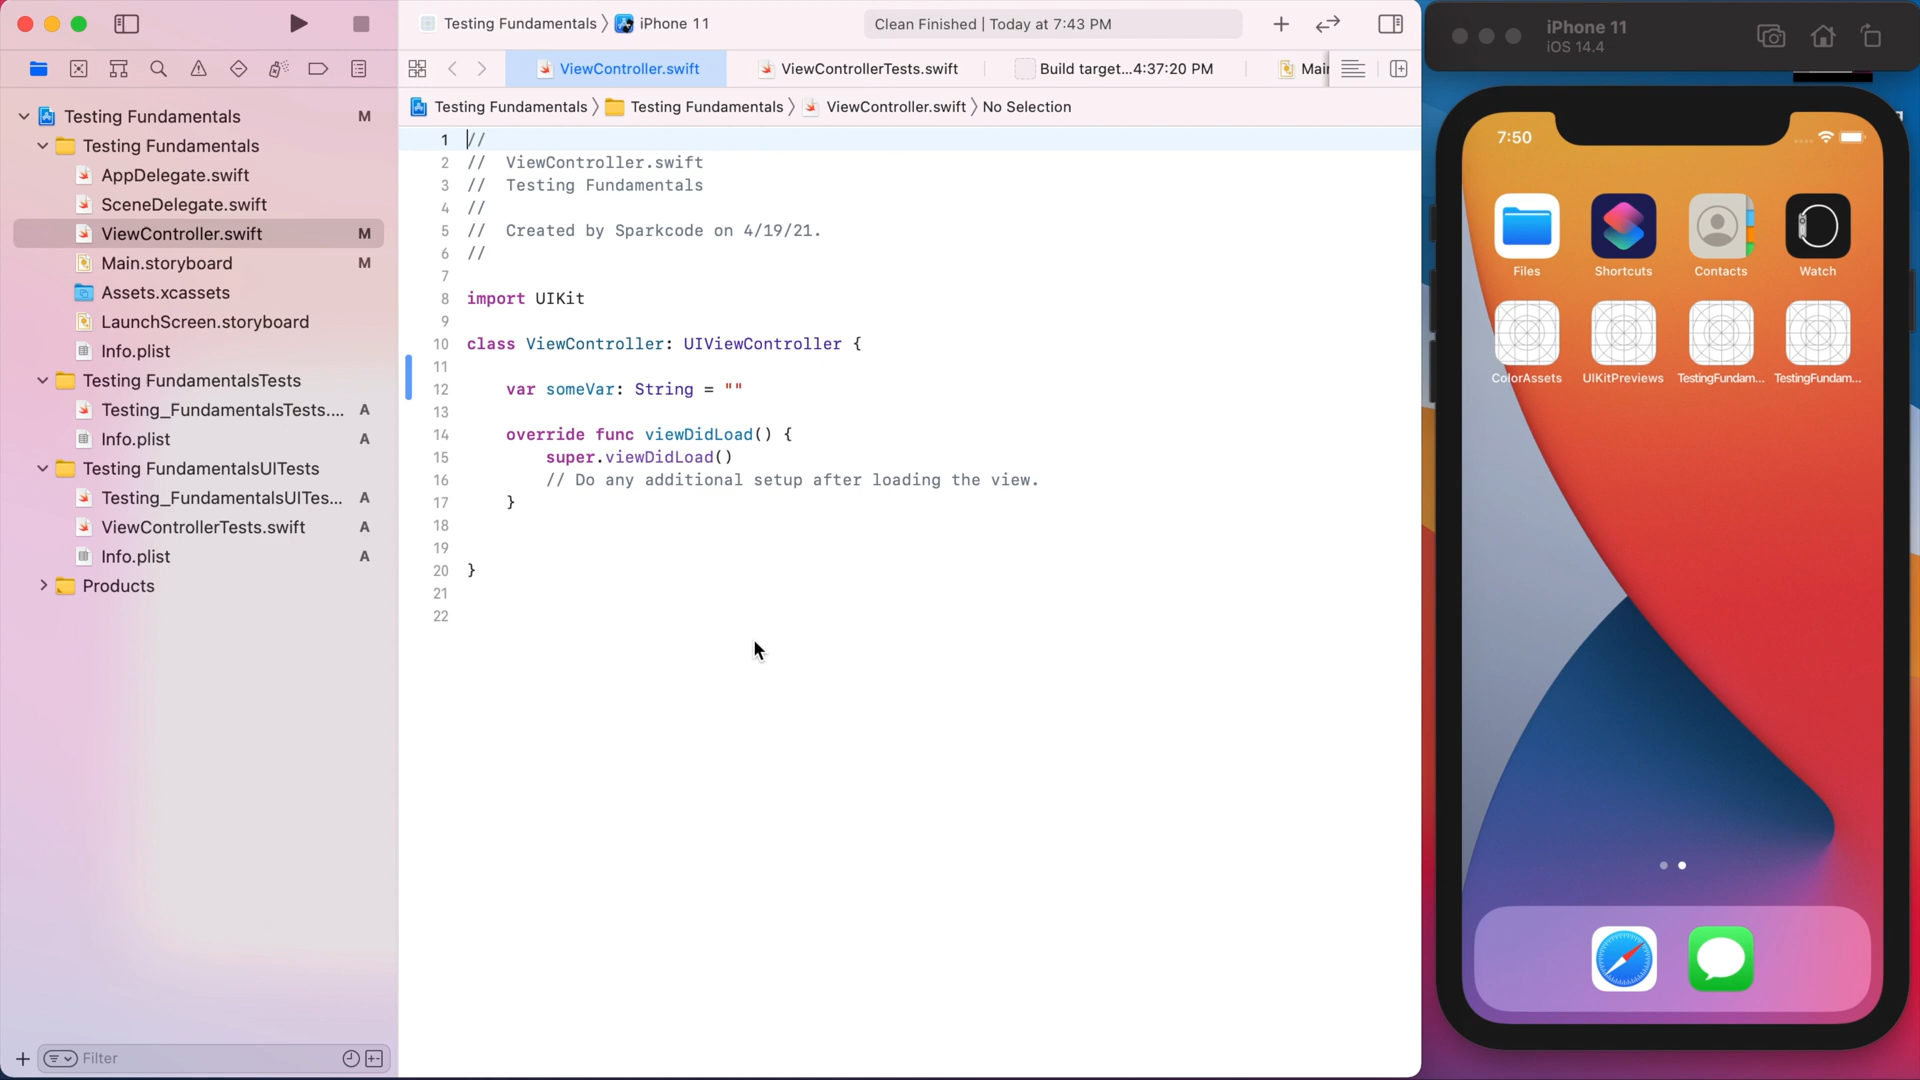 Testing Fundamentals
iPhone 11
Clean Finished | Today at 7:43 PM
ViewController.swift
ViewControllerTests.swift
Build target...4:37:20 PM
Testing Fundamentals
Testing Fundamentals
ViewController.swift
No Selection
Testing Fundamentals M
Testing Fundamentals
AppDelegate.swift
SceneDelegate.swift
ViewController.swift M
Main.storyboard M
Assets.xcassets
LaunchScreen.storyboard
Info.plist
Testing FundamentalsTests
Testing_FundamentalsTests.... A
Info.plist A
Testing FundamentalsUITests
Testing_FundamentalsUITes... A
ViewControllerTests.swift A
Info.plist A
Products
Filter
1 //
2 //  ViewController.swift
3 //  Testing Fundamentals
4 //
5 //  Created by Sparkcode on 4/19/21.
6 //
7
8 import UIKit
9
10 class ViewController: UIViewController {
11
12     var someVar: String = ""
13
14     override func viewDidLoad() {
15         super.viewDidLoad()
16         // Do any additional setup after loading the view.
17     }
18
19
20 }
21
22
iPhone 11
iOS 14.4
7:50
Files
Shortcuts
Contacts
Watch
ColorAssets
UIKitPreviews
TestingFundam...
TestingFundam...